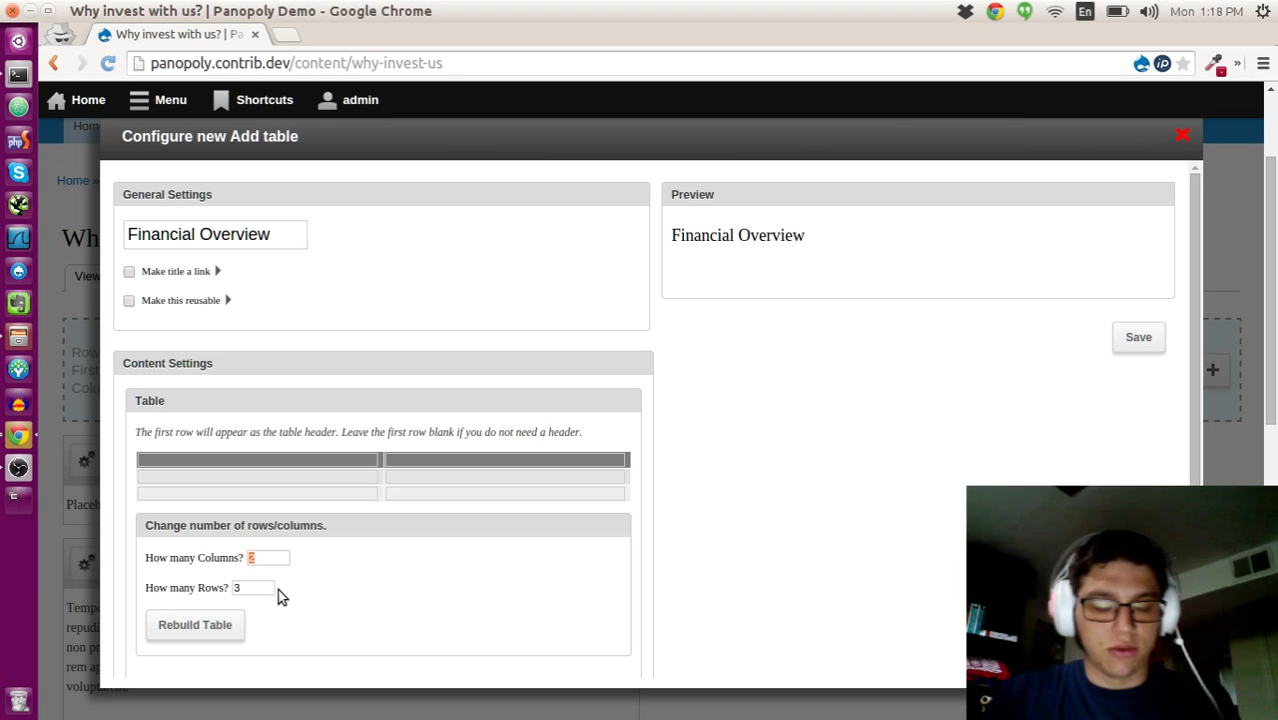 Why invest with us? | Panopoly Demo - Google Chrome
En
Mon 1:18 PM
Why invest with us? | Pa
panopoly.contrib.dev/content/why-invest-us
Home
Menu
Shortcuts
admin
Hom
Configure new Add table
Home »
General Settings
Preview
Financial Overview
Financial Overview
Make title a link
Make this reusable
View
Content Settings
Save
Table
The first row will appear as the table header. Leave the first row blank if you do not need a header.
Change number of rows/columns.
How many Columns? 2
How many Rows? 3
Rebuild Table
Row
First
Colu
Placeh
Tempo
repudi
non pr
rem ap
volupt